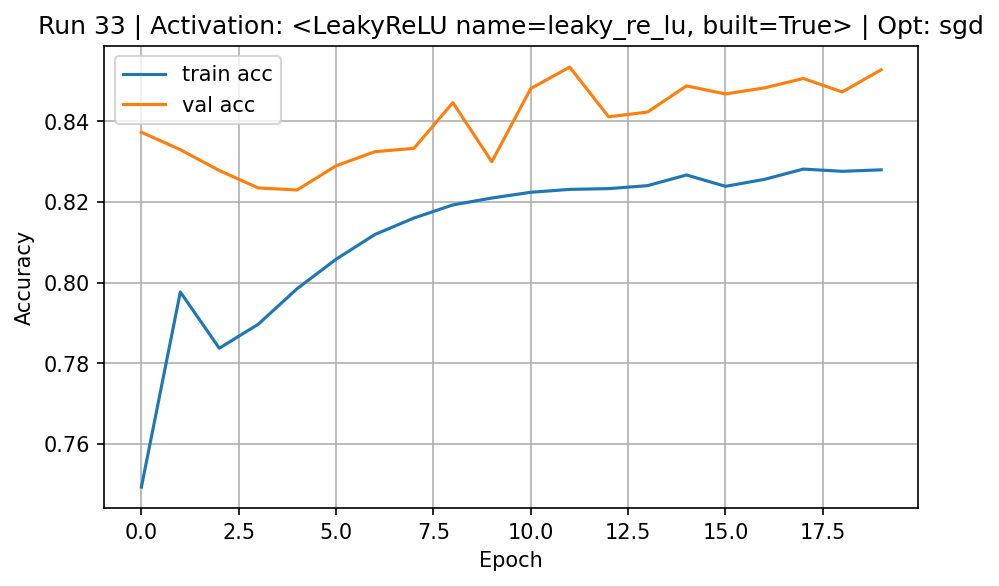 Run 33 | Activation: <LeakyReLU name=leaky_re_lu, built=True> | Opt: sgd
train acc
val acc
0.84
0.82
0.80
0.78
0.76
Accuracy
0.0 2.5 5.0 7.5 10.0 12.5 15.0 17.5
Epoch